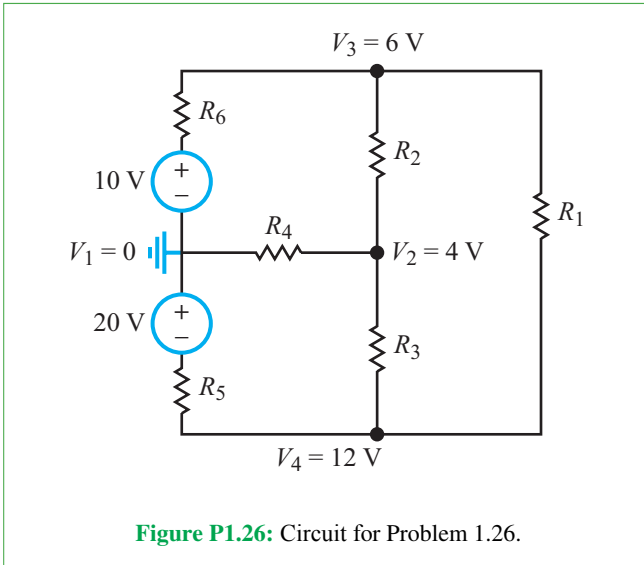 V3 = 6 V
R6
R2
10 V
+
−
R1
R4
V1 = 0
V2 = 4 V
20 V
+
−
R3
R5
V4 = 12 V
Figure P1.26: Circuit for Problem 1.26.